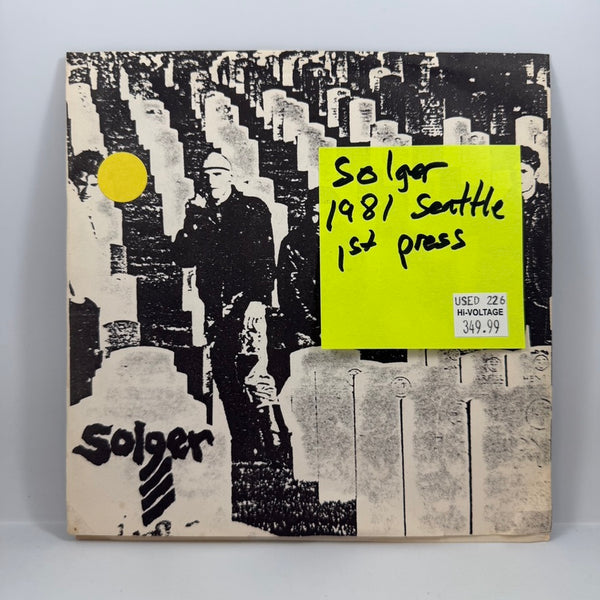 Solger
1981 Seattle
1st press
USED 226
HI-VOLTAGE
349.99
Solger